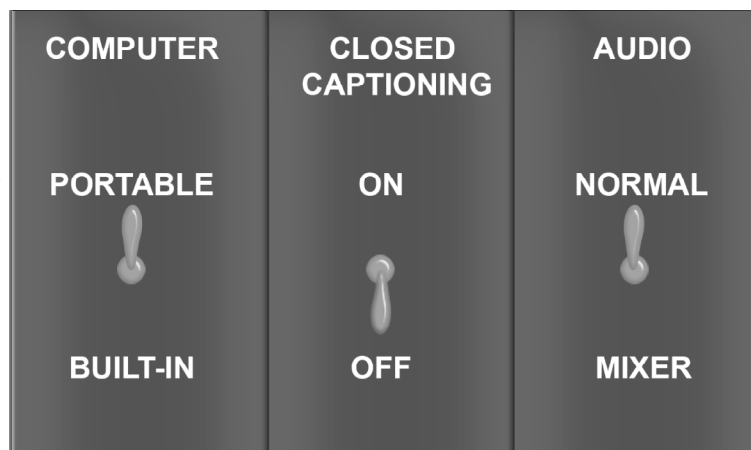 COMPUTER
PORTABLE
BUILT-IN
CLOSED
CAPTIONING
ON
OFF
AUDIO
NORMAL
MIXER